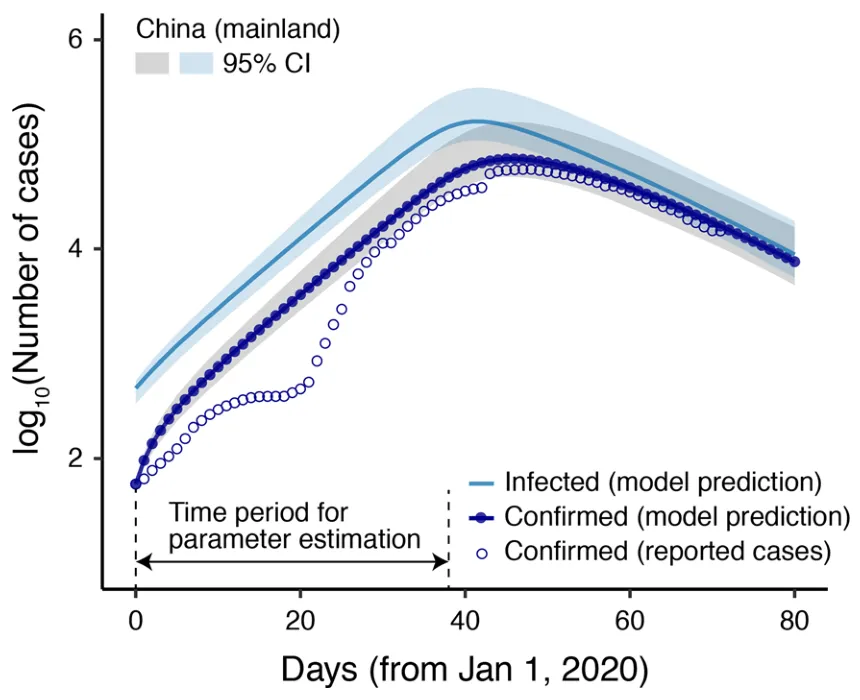 China (mainland)
95% CI
6
4
2
log10(Number of cases)
Time period for
parameter estimation
Infected (model prediction)
Confirmed (model prediction)
Confirmed (reported cases)
0 20 40 60 80
Days (from Jan 1, 2020)